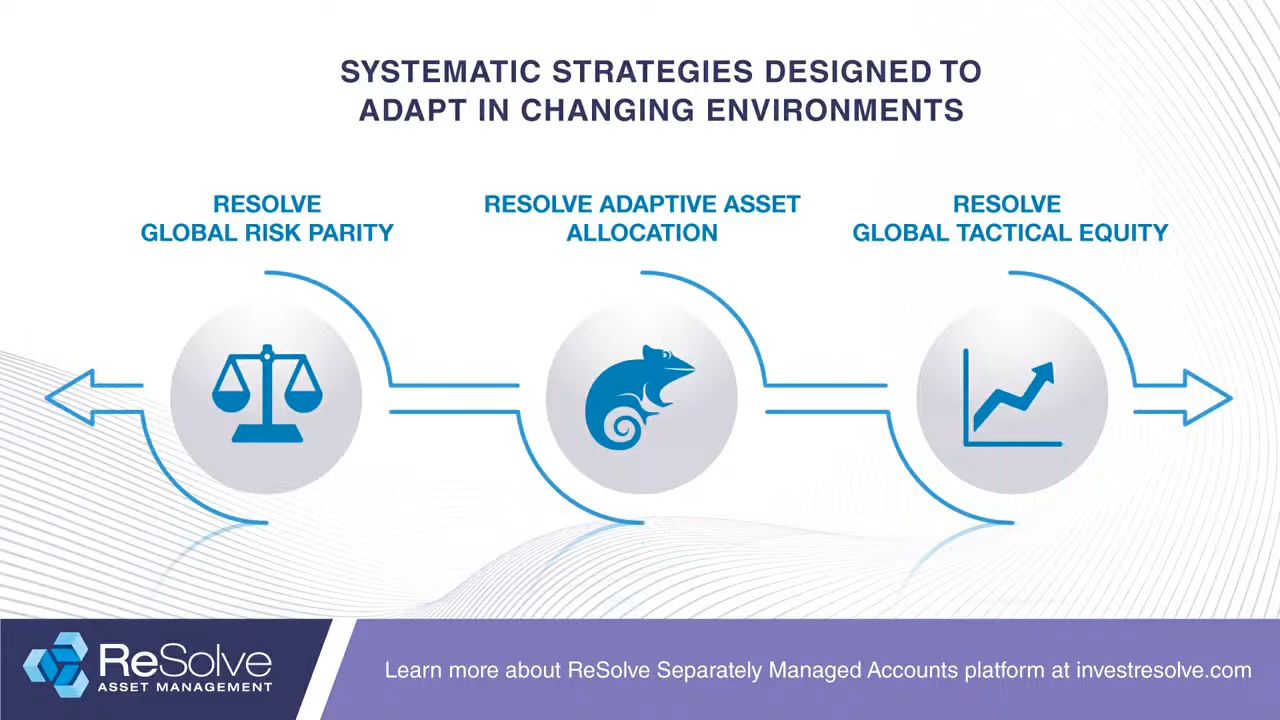 SYSTEMATIC STRATEGIES DESIGNED TO
ADAPT IN CHANGING ENVIRONMENTS
RESOLVE
GLOBAL RISK PARITY
RESOLVE ADAPTIVE ASSET
ALLOCATION
RESOLVE
GLOBAL TACTICAL EQUITY
ReSolve
ASSET MANAGEMENT
Learn more about ReSolve Separately Managed Accounts platform at investresolve.com